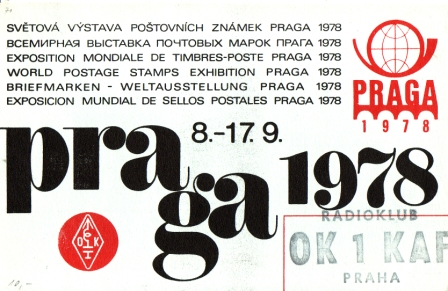 SVĚTOVÁ VÝSTAVA POŠTOVNÍCH ZNÁMEK PRAGA 1978
ВСЕМИРНАЯ ВЫСТАВКА ПОЧТОВЫХ МАРОК ПРАГА 1978
EXPOSITION MONDIALE DE TIMBRES-POSTE PRAGA 1978
WORLD POSTAGE STAMPS EXHIBITION PRAGA 1978
BRIEFMARKEN - WELTAUSSTELLUNG PRAGA 1978
EXPOSICION MUNDIAL DE SELLOS POSTALES PRAGA 1978
PRAGA
1978
8.-17.9.
praga 1978
OK
RADIOKLUB
OK 1 KAF
PRAHA
10,-